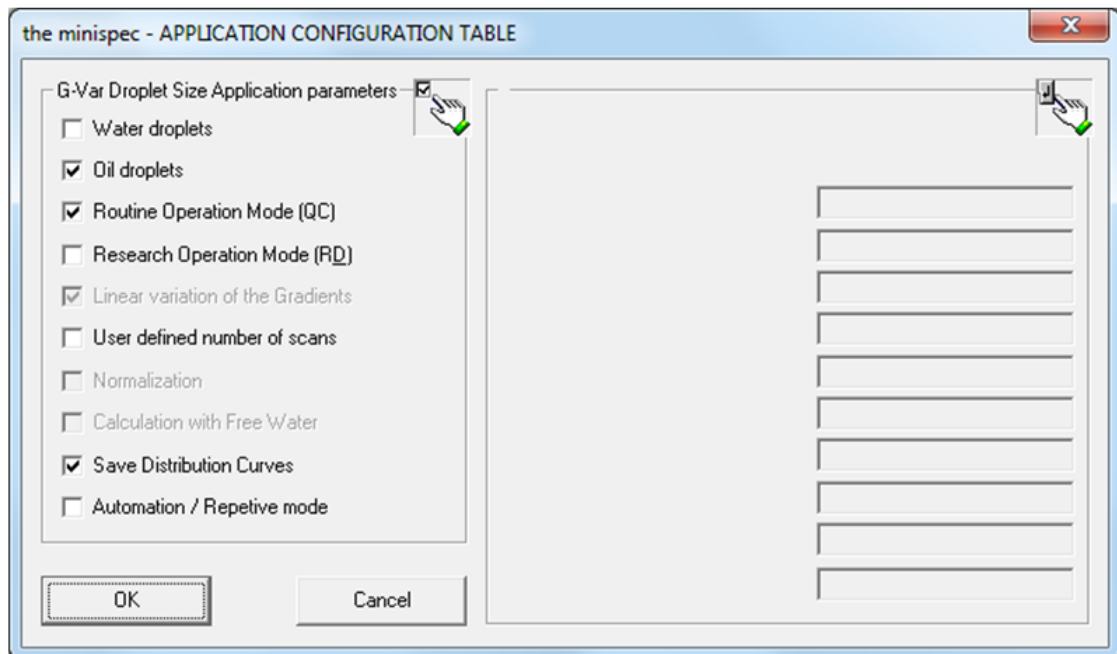 the minispec - APPLICATION CONFIGURATION TABLE
G-Var Droplet Size Application parameters
Water droplets
Oil droplets
Routine Operation Mode (QC)
Research Operation Mode (RD)
Linear variation of the Gradients
User defined number of scans
Normalization
Calculation with Free Water
Save Distribution Curves
Automation / Repetive mode
OK
Cancel